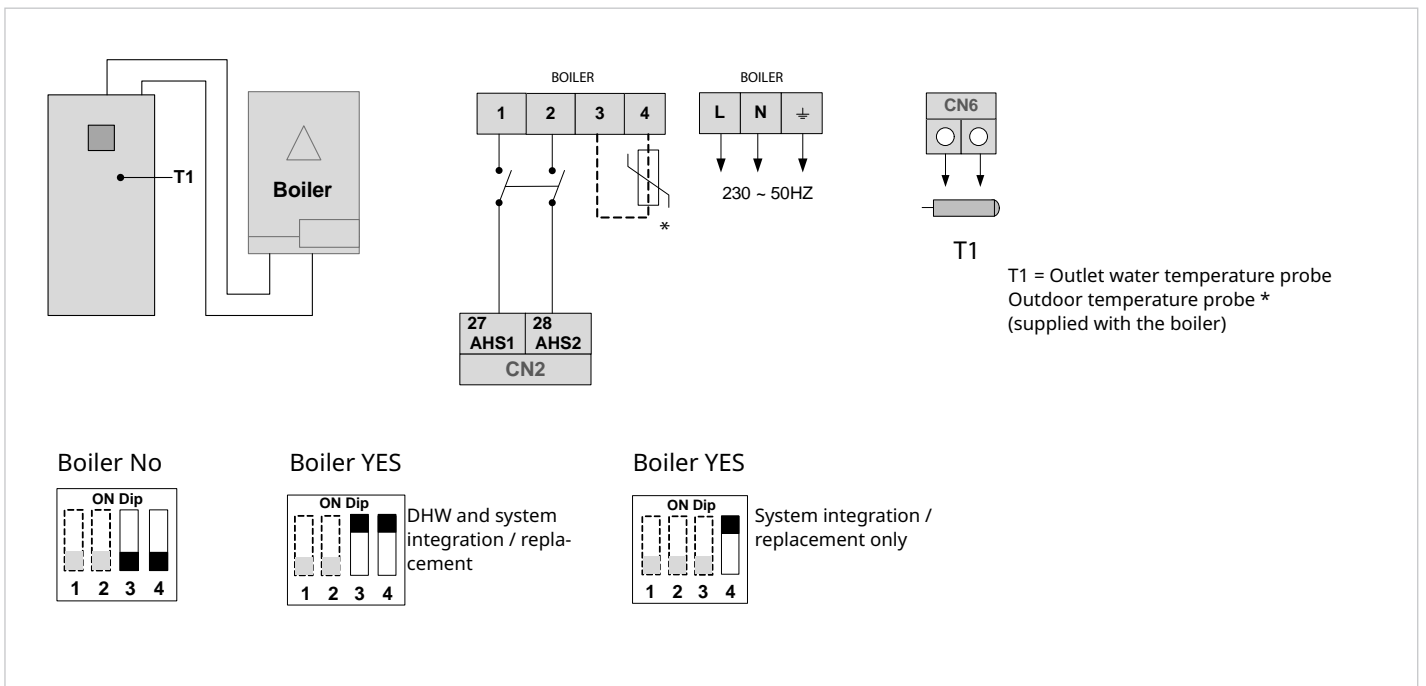 T1
Boiler
BOILER
1 2 3 4
*
27 28
AHS1 AHS2
CN2
BOILER
L N
230 ~ 50HZ
CN6
T1
T1 = Outlet water temperature probe
Outdoor temperature probe *
(supplied with the boiler)
Boiler No
ON Dip
1 2 3 4
Boiler YES
ON Dip
1 2 3 4
DHW and system
integration / repla-
cement
Boiler YES
ON Dip
1 2 3 4
System integration /
replacement only